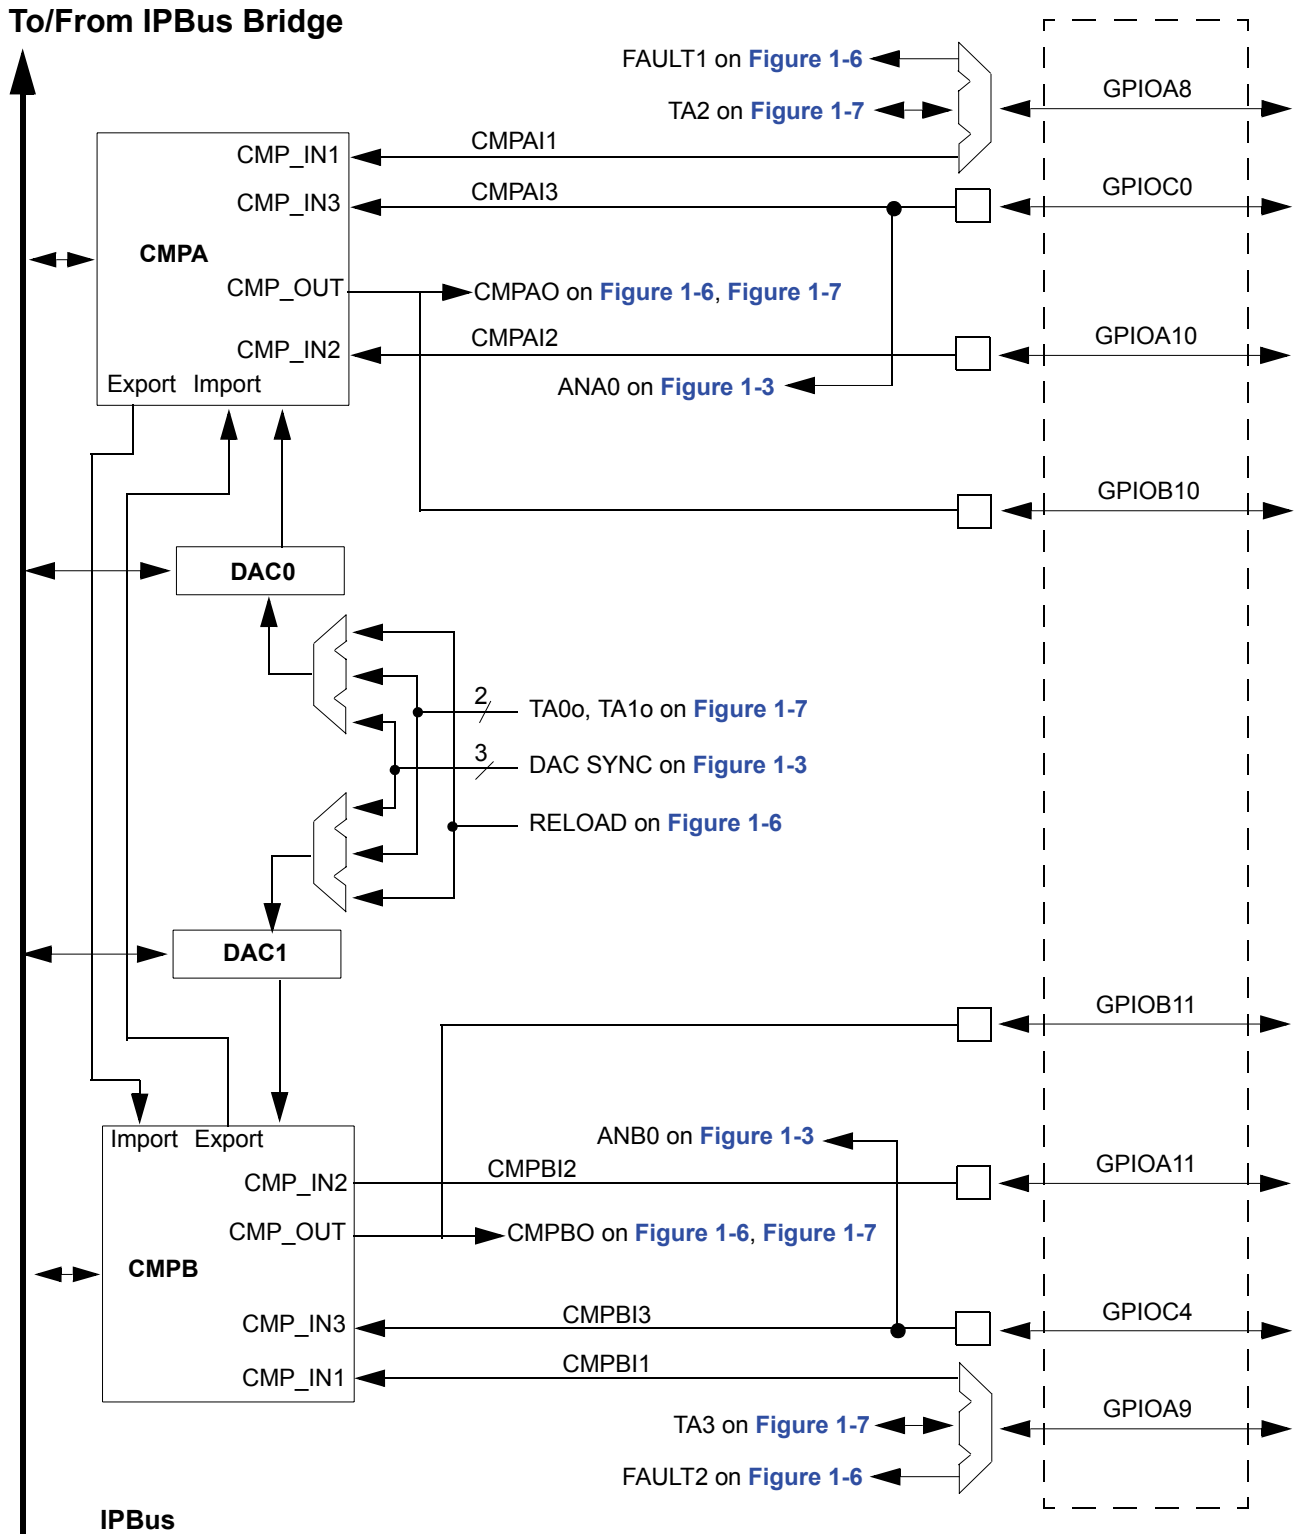 To/From IPBus Bridge
FAULT1 on Figure 1-6
GPIOA8
TA2 on Figure 1-7
CMP_IN1
CMPAI1
CMP_IN3
CMPAI3
GPIOC0
CMPA
CMP_OUT
CMPAO on Figure 1-6, Figure 1-7
CMP_IN2
CMPAI2
GPIOA10
Export Import
ANA0 on Figure 1-3
GPIOB10
DAC0
2
TA0o, TA1o on Figure 1-7
3
DAC SYNC on Figure 1-3
RELOAD on Figure 1-6
DAC1
GPIOB11
Import Export
ANB0 on Figure 1-3
CMP_IN2
CMPBI2
GPIOA11
CMP_OUT
CMPBO on Figure 1-6, Figure 1-7
CMPB
CMP_IN3
CMPBI3
GPIOC4
CMP_IN1
CMPBI1
GPIOA9
TA3 on Figure 1-7
FAULT2 on Figure 1-6
IPBus